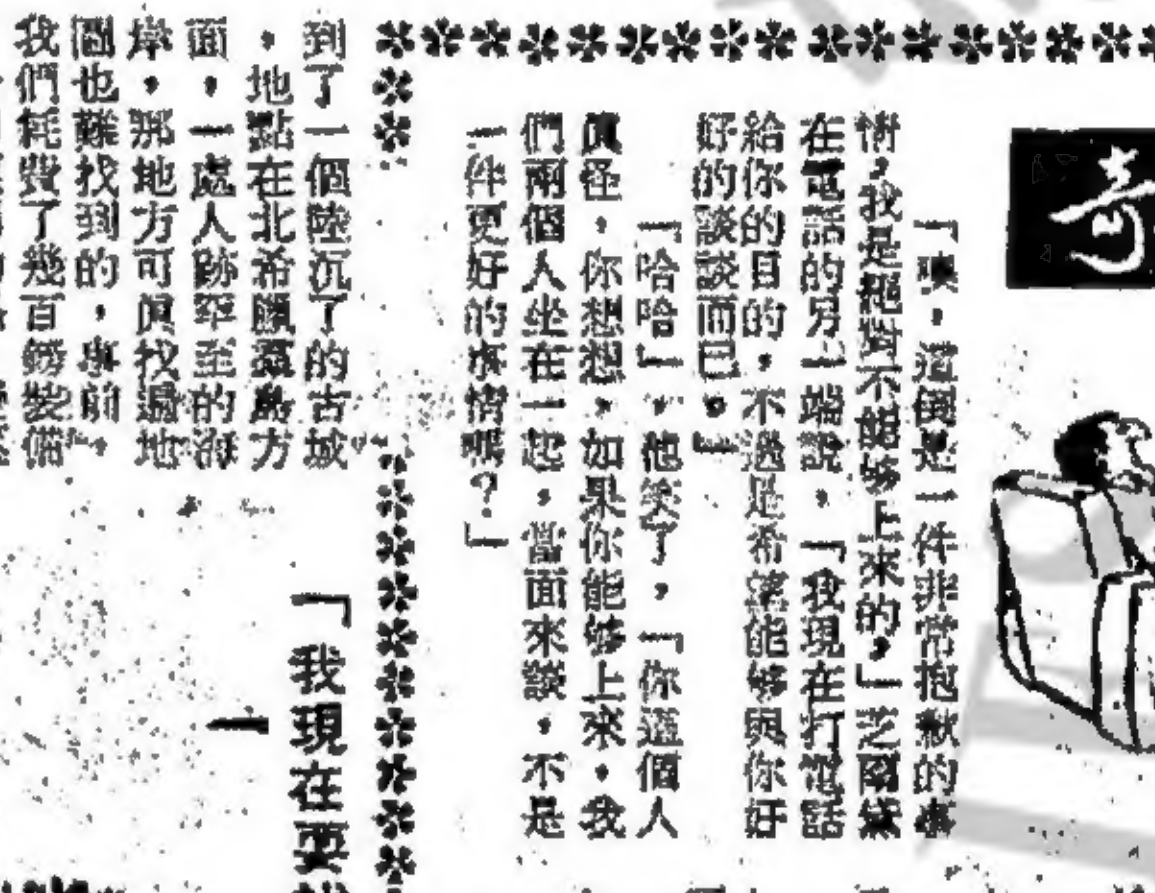 奇
「噢,這倒是一件非常抱歉的事
情,我是絕對不能够上來的,」芝蘭黛
在電話的另一端說,「我現在打電話
給你的目的,不過是希望能够與你好
好的談談而已。」
「哈哈」,他笑了,「你這個人
眞怪,你想想,如果你能够上來,我
們兩個人坐在一起,當面來談,不是
一件更好的事情嗎?」
「我現在要
到了一個陸沉了的古城
,地點在北希臘羣島方
面,一處人跡罕至的海
岸,那地方可眞找遍地
圖也難找到的,事前,
我們耗費了幾百鎊裝備